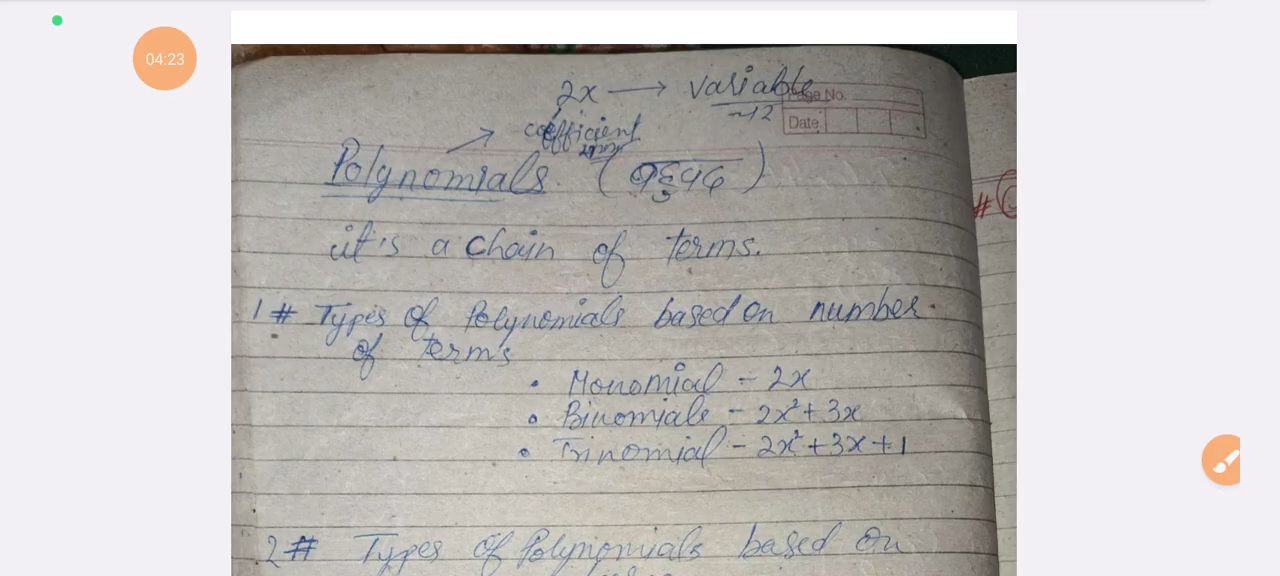 04:23
2x → variable
Page No.
Date
coefficient
Polynomials. (बहुपद)
it is a chain of terms.
#
1 # Types of Polynomials based on number
of terms
• Monomial - 2x
• Binomials - 2x² + 3x
• Trinomial - 2x² + 3x + 1
2 # Types of Polynomials based on